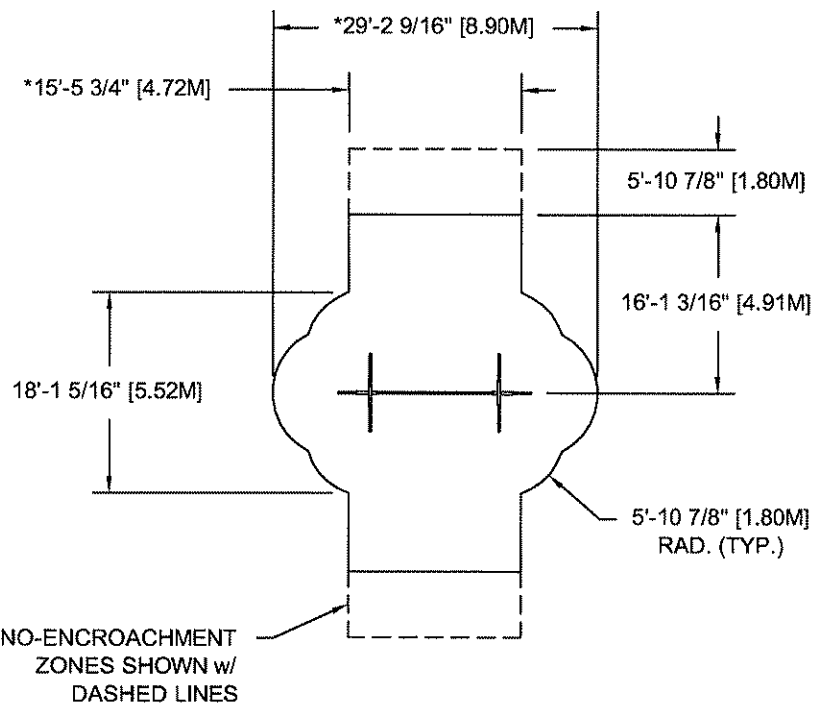 *29'-2 9/16" [8.90M]
*15'-5 3/4" [4.72M]
5'-10 7/8" [1.80M]
16'-1 3/16" [4.91M]
18'-1 5/16" [5.52M]
5'-10 7/8" [1.80M]
RAD. (TYP.)
NO-ENCROACHMENT
ZONES SHOWN w/
DASHED LINES